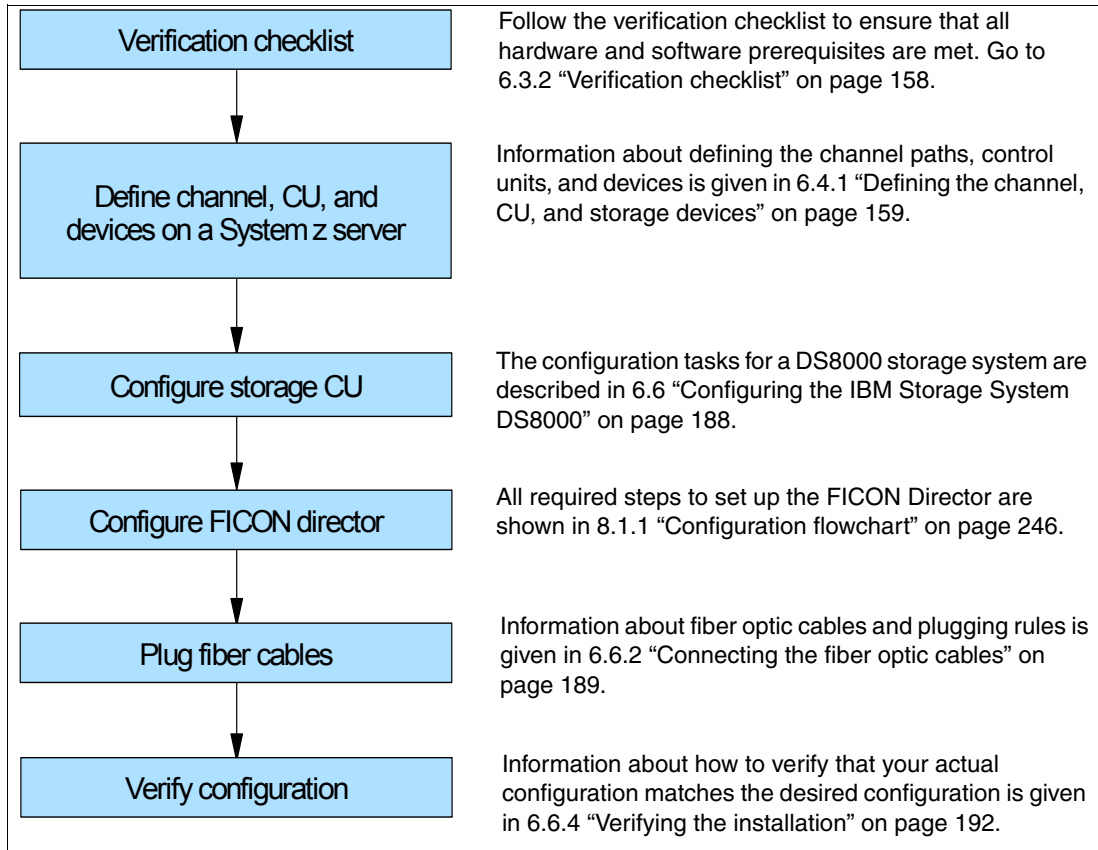 Verification checklist
Follow the verification checklist to ensure that all
hardware and software prerequisites are met. Go to
6.3.2 “Verification checklist” on page 158.
Define channel, CU, and
devices on a System z server
Information about defining the channel paths, control
units, and devices is given in 6.4.1 “Defining the channel,
CU, and storage devices” on page 159.
Configure storage CU
The configuration tasks for a DS8000 storage system are
described in 6.6 “Configuring the IBM Storage System
DS8000” on page 188.
Configure FICON director
All required steps to set up the FICON Director are
shown in 8.1.1 “Configuration flowchart” on page 246.
Plug fiber cables
Information about fiber optic cables and plugging rules is
given in 6.6.2 “Connecting the fiber optic cables” on
page 189.
Verify configuration
Information about how to verify that your actual
configuration matches the desired configuration is given
in 6.6.4 “Verifying the installation” on page 192.